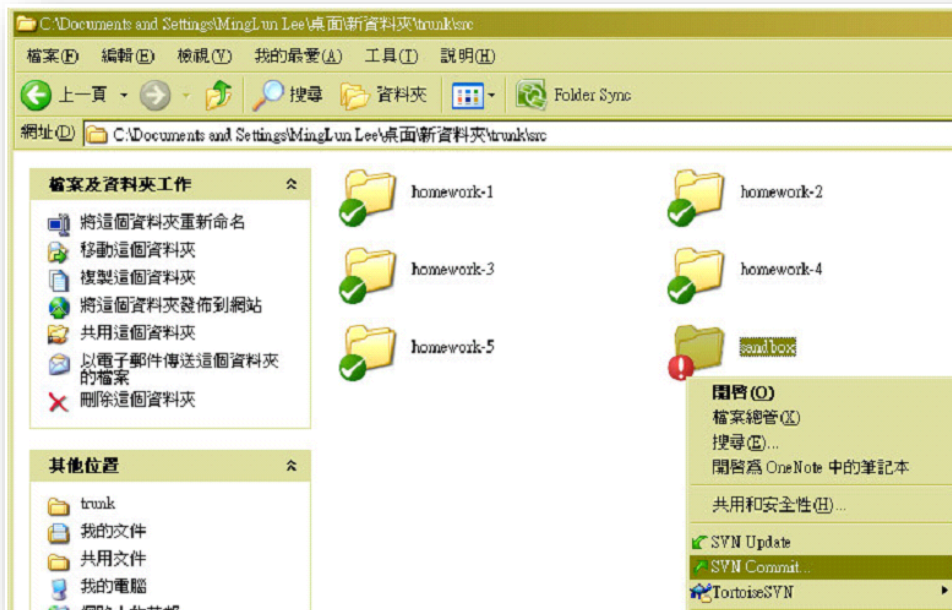 C:\Documents and Settings\MingLun Lee\桌面\新資料夾\trunk\src
檔案(F) 編輯(E) 檢視(V) 我的最愛(A) 工具(T) 說明(H)
上一頁 搜尋 資料夾 Folder Sync
網址(D) C:\Documents and Settings\MingLun Lee\桌面\新資料夾\trunk\src
檔案及資料夾工作
將這個資料夾重新命名
移動這個資料夾
複製這個資料夾
將這個資料夾發佈到網站
共用這個資料夾
以電子郵件傳送這個資料夾
的檔案
刪除這個資料夾
其他位置
trunk
我的文件
共用文件
我的電腦
homework-1
homework-2
homework-3
homework-4
homework-5
sandbox
開啟(O)
檔案總管(X)
搜尋(E)...
開啟為 OneNote 中的筆記本
共用和安全性(H)...
SVN Update
SVN Commit...
TortoiseSVN